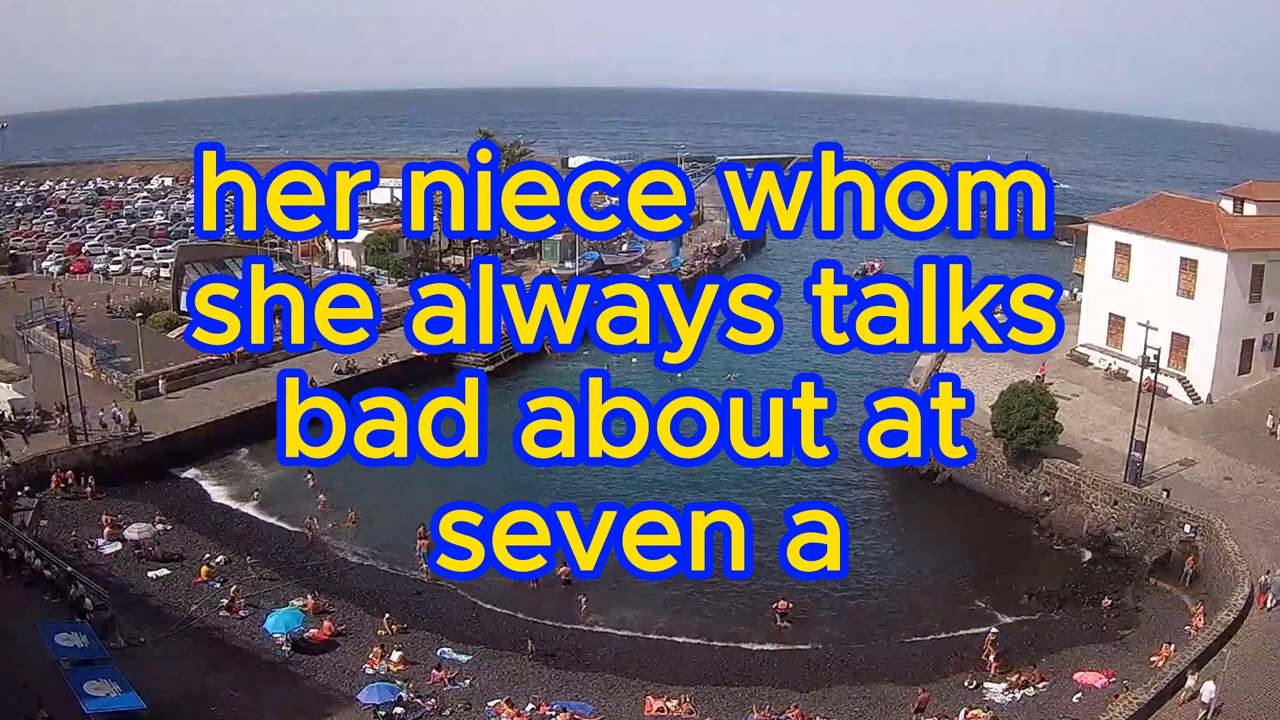 her niece whom
she always talks
bad about at
seven a